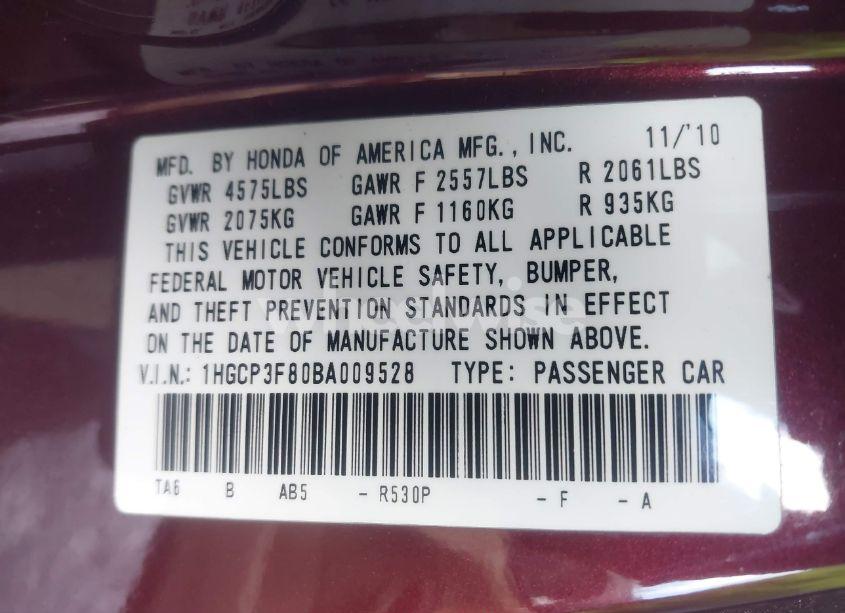 MFD. BY HONDA OF AMERICA MFG., INC. 11/'10
GVWR 4575LBS GAWR F 2557LBS R 2061LBS
GVWR 2075KG GAWR F 1160KG R 935KG
THIS VEHICLE CONFORMS TO ALL APPLICABLE
FEDERAL MOTOR VEHICLE SAFETY, BUMPER,
AND THEFT PREVENTION STANDARDS IN EFFECT
ON THE DATE OF MANUFACTURE SHOWN ABOVE.
V.I.N.: 1HGCP3F80BA009528 TYPE: PASSENGER CAR
TA6 B AB5 - R530P - F - A